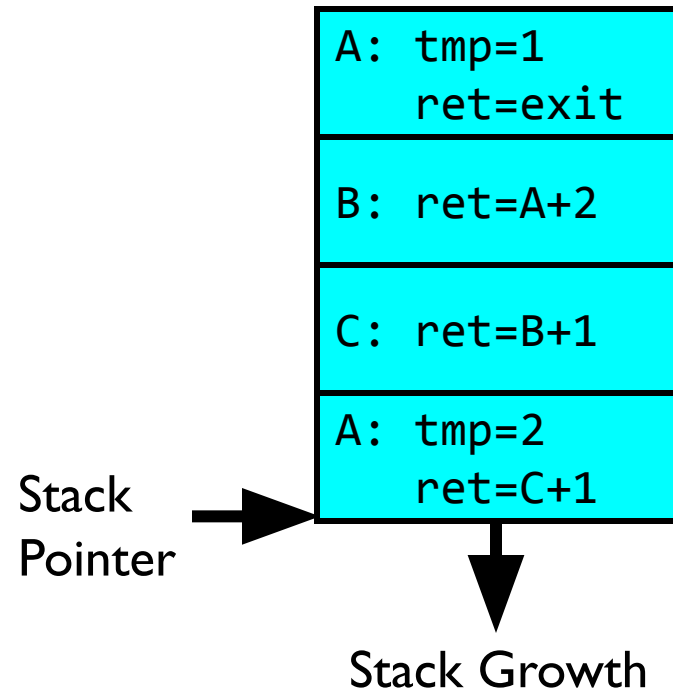 A: tmp=1
ret=exit
B: ret=A+2
C: ret=B+1
A: tmp=2
ret=C+1
Stack
Pointer
Stack Growth